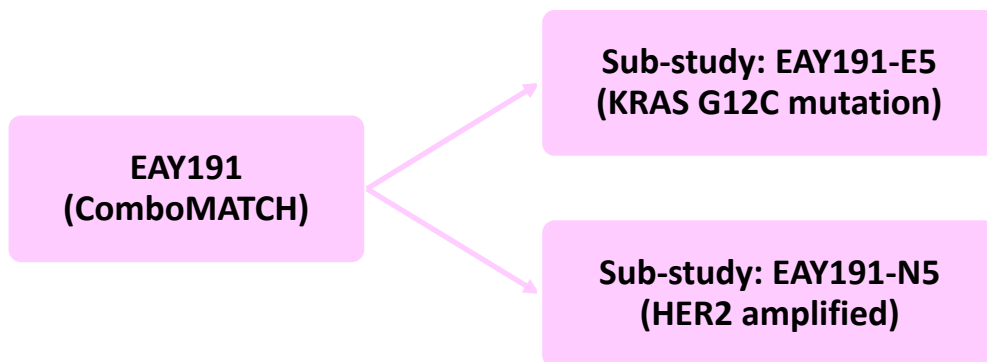 EAY191
(ComboMATCH)
Sub-study: EAY191-E5
(KRAS G12C mutation)
Sub-study: EAY191-N5
(HER2 amplified)